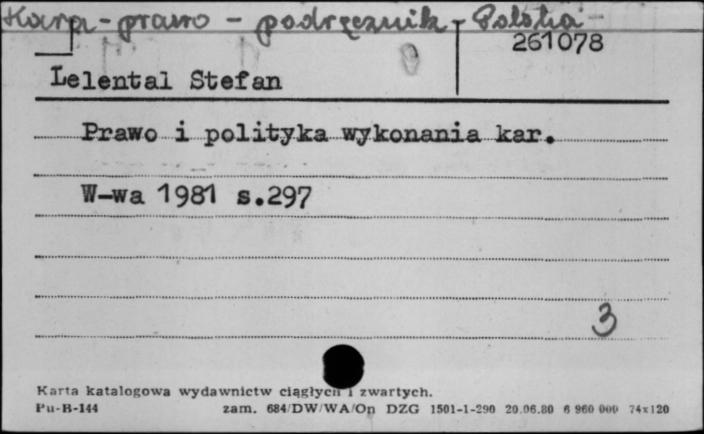 Kara - prawo - podręcznik - Polska -
261078
Lelental Stefan
Prawo i polityka wykonania kar.
W-wa 1981 s.297
3
Karta katalogowa wydawnictw ciągłych i zwartych.
Pu-B-144 zam. 684/DW/WA/Op DZG 1501-1-290 20.06.80 6 960 000 74x120